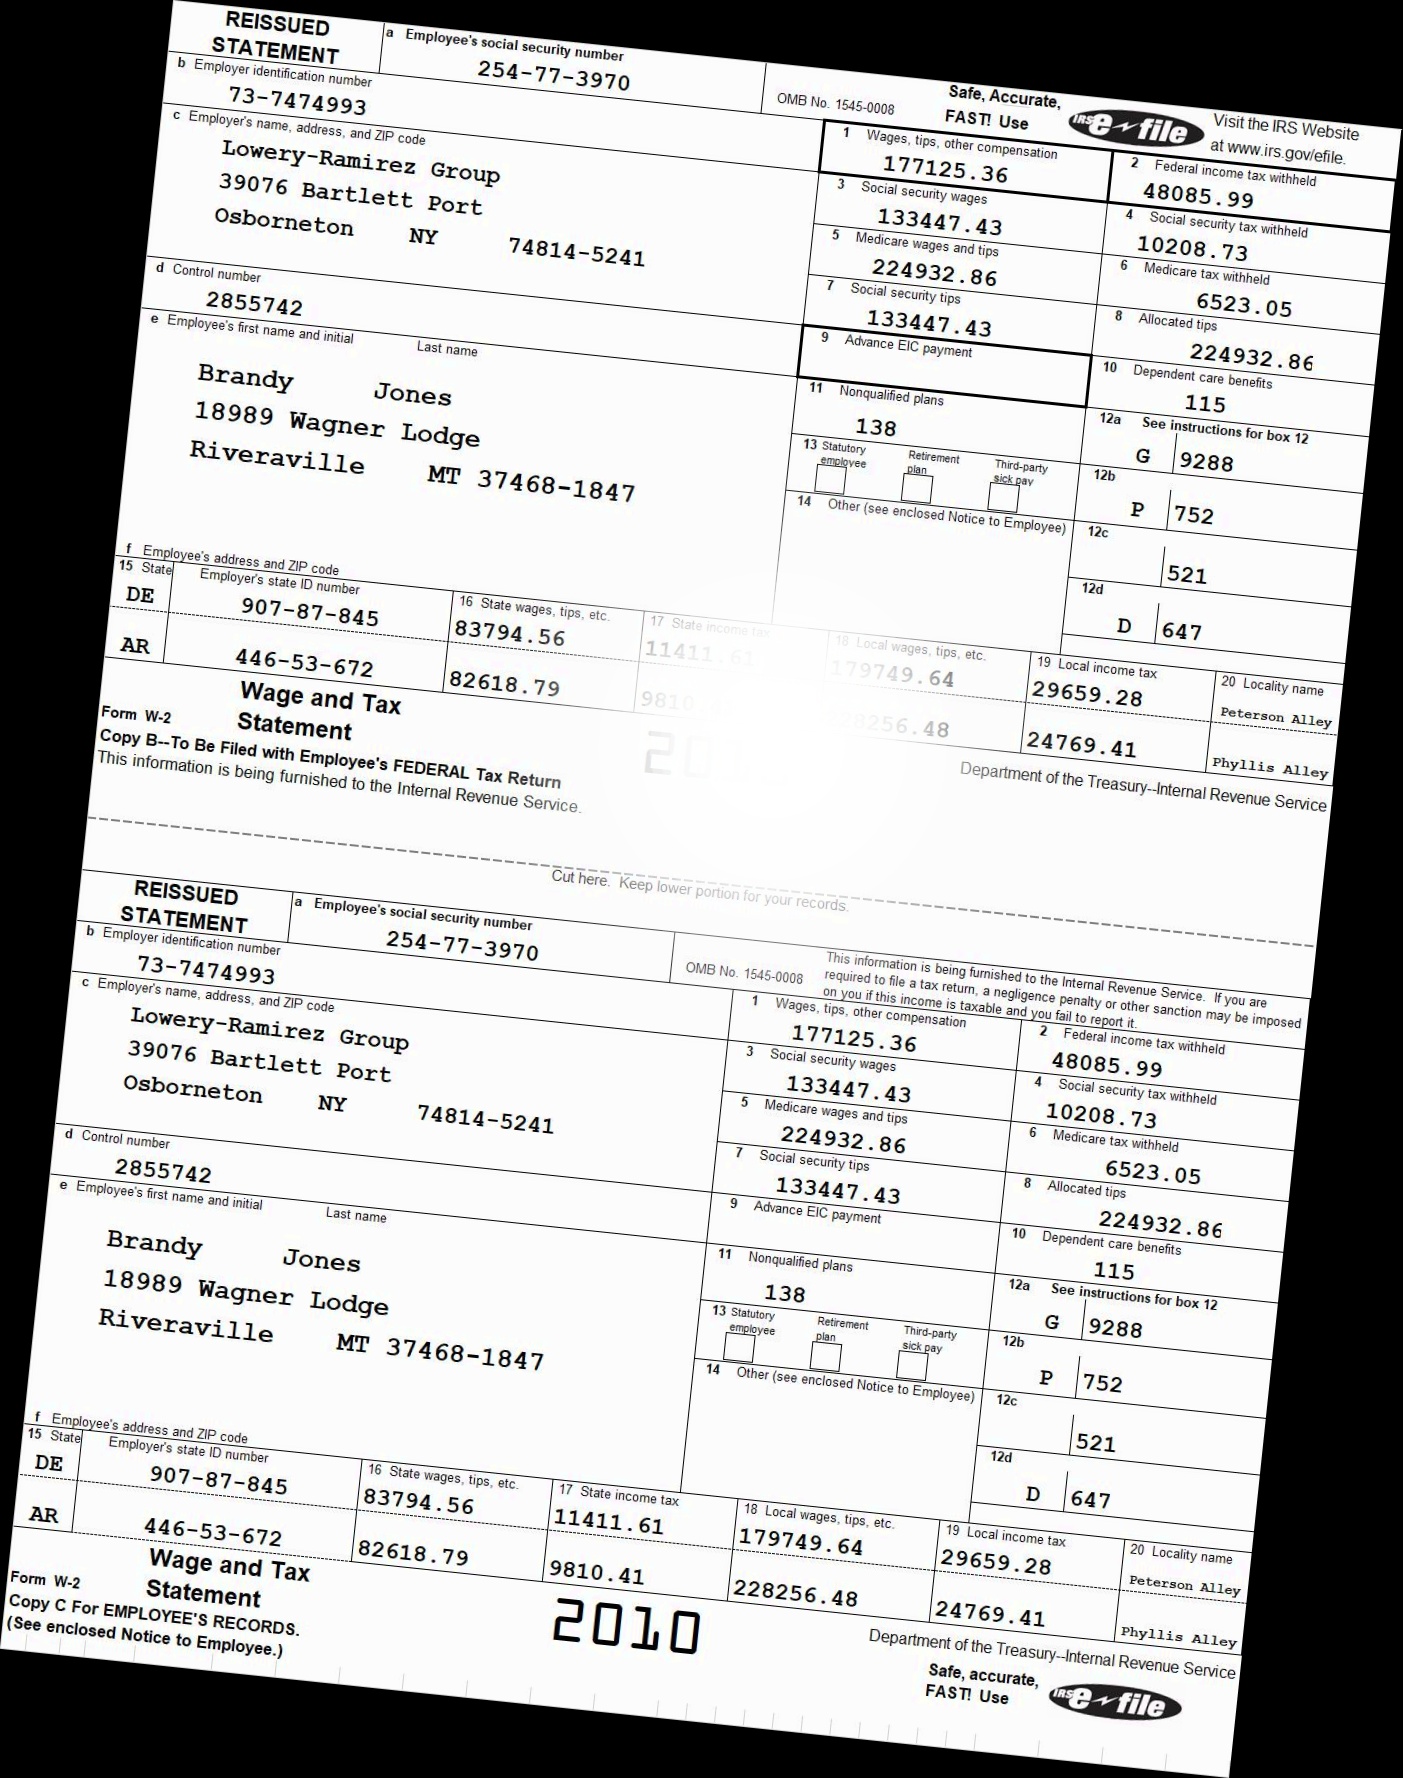 REISSUED
STATEMENT
a Employee's social security number
254-77-3970
OMB No. 1545-0008
Safe, Accurate,
FAST! Use
IRS e-file
Visit the IRS Website
at www.irs.gov/efile.
b Employer identification number
73-7474993
c Employer's name, address, and ZIP code
Lowery-Ramirez Group
39076 Bartlett Port
Osborneton NY 74814-5241
1 Wages, tips, other compensation
177125.36
2 Federal income tax withheld
48085.99
3 Social security wages
133447.43
4 Social security tax withheld
10208.73
5 Medicare wages and tips
224932.86
6 Medicare tax withheld
6523.05
d Control number
2855742
7 Social security tips
133447.43
8 Allocated tips
224932.86
e Employee's first name and initial Last name
Brandy Jones
18989 Wagner Lodge
Riveraville MT 37468-1847
9 Advance EIC payment
10 Dependent care benefits
115
11 Nonqualified plans
138
12a See instructions for box 12
G 9288
13 Statutory employee Retirement plan Third-party sick pay
12b
P 752
14 Other (see enclosed Notice to Employee)
12c
521
12d
D 647
f Employee's address and ZIP code
15 State Employer's state ID number
DE 907-87-845
AR 446-53-672
16 State wages, tips, etc.
83794.56
82618.79
17 State income tax
11411.61
9810
18 Local wages, tips, etc.
179749.64
28256.48
19 Local income tax
29659.28
24769.41
20 Locality name
Peterson Alley
Phyllis Alley
Form W-2
Wage and Tax
Statement
20
Copy B--To Be Filed with Employee's FEDERAL Tax Return
This information is being furnished to the Internal Revenue Service.
Department of the Treasury--Internal Revenue Service
Cut here. Keep lower portion for your records.
REISSUED
STATEMENT
a Employee's social security number
254-77-3970
OMB No. 1545-0008
This information is being furnished to the Internal Revenue Service. If you are
required to file a tax return, a negligence penalty or other sanction may be imposed
on you if this income is taxable and you fail to report it.
b Employer identification number
73-7474993
c Employer's name, address, and ZIP code
Lowery-Ramirez Group
39076 Bartlett Port
Osborneton NY 74814-5241
1 Wages, tips, other compensation
177125.36
2 Federal income tax withheld
48085.99
3 Social security wages
133447.43
4 Social security tax withheld
10208.73
5 Medicare wages and tips
224932.86
6 Medicare tax withheld
6523.05
d Control number
2855742
7 Social security tips
133447.43
8 Allocated tips
224932.86
e Employee's first name and initial Last name
Brandy Jones
18989 Wagner Lodge
Riveraville MT 37468-1847
9 Advance EIC payment
10 Dependent care benefits
115
11 Nonqualified plans
138
12a See instructions for box 12
G 9288
13 Statutory employee Retirement plan Third-party sick pay
12b
P 752
14 Other (see enclosed Notice to Employee)
12c
521
12d
D 647
f Employee's address and ZIP code
15 State Employer's state ID number
DE 907-87-845
AR 446-53-672
16 State wages, tips, etc.
83794.56
82618.79
17 State income tax
11411.61
9810.41
18 Local wages, tips, etc.
179749.64
228256.48
19 Local income tax
29659.28
24769.41
20 Locality name
Peterson Alley
Phyllis Alley
Form W-2
Wage and Tax
Statement
2010
Copy C For EMPLOYEE'S RECORDS.
(See enclosed Notice to Employee.)
Department of the Treasury--Internal Revenue Service
Safe, accurate,
FAST! Use
IRS e-file